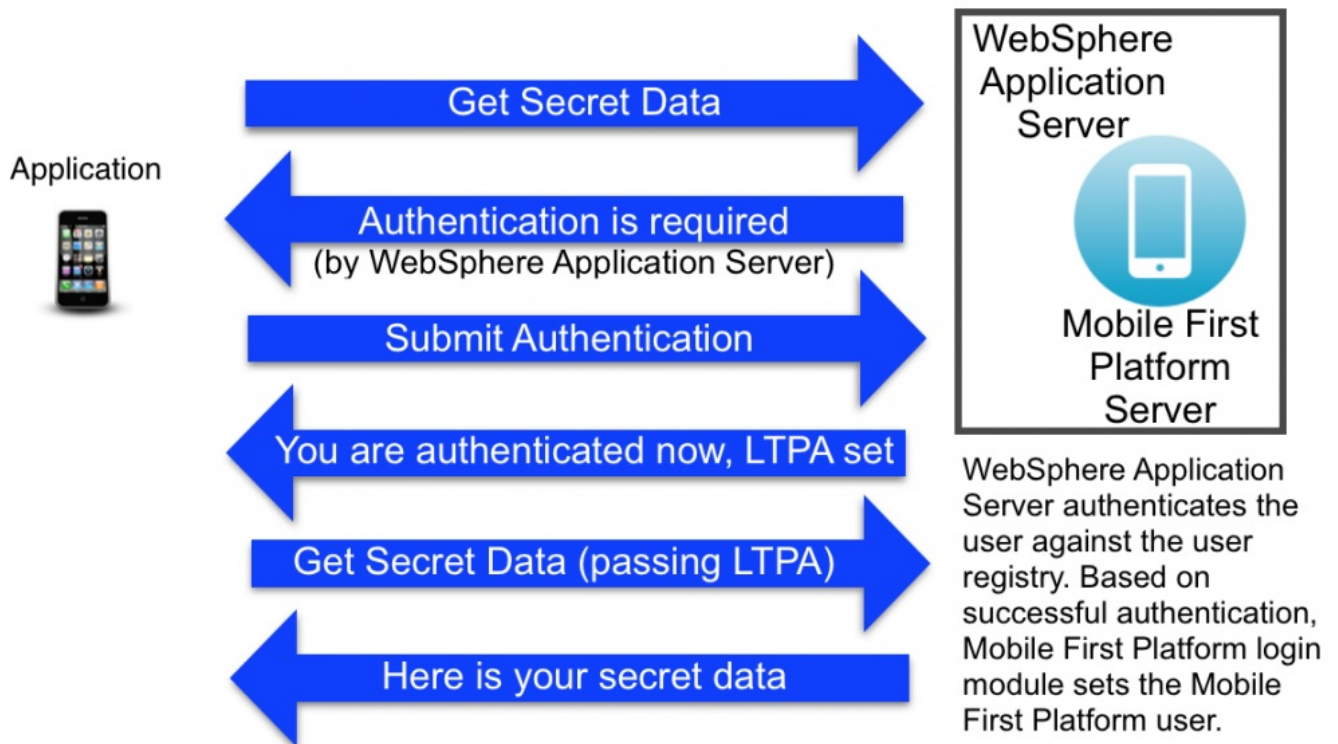 WebSphere
Application
Server
Get Secret Data
Application
Authentication is required
(by WebSphere Application Server)
Mobile First
Platform
Server
Submit Authentication
You are authenticated now, LTPA set
Get Secret Data (passing LTPA)
Here is your secret data
WebSphere Application
Server authenticates the
user against the user
registry. Based on
successful authentication,
Mobile First Platform login
module sets the Mobile
First Platform user.